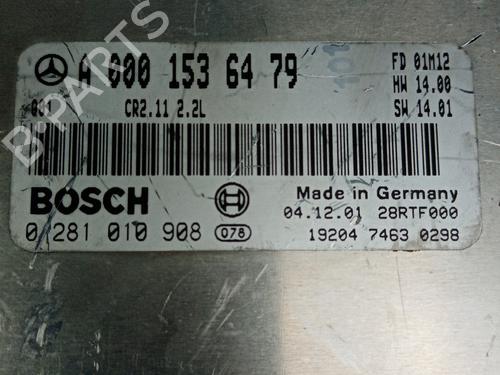 A 000 153 64 79
FD 01M12
HW 14.00
SW 14.01
CR2.11 2.2L
BOSCH
Made in Germany
04.12.01 28RTF000
0 281 010 908 078
19204 7463 0298
B PARTS